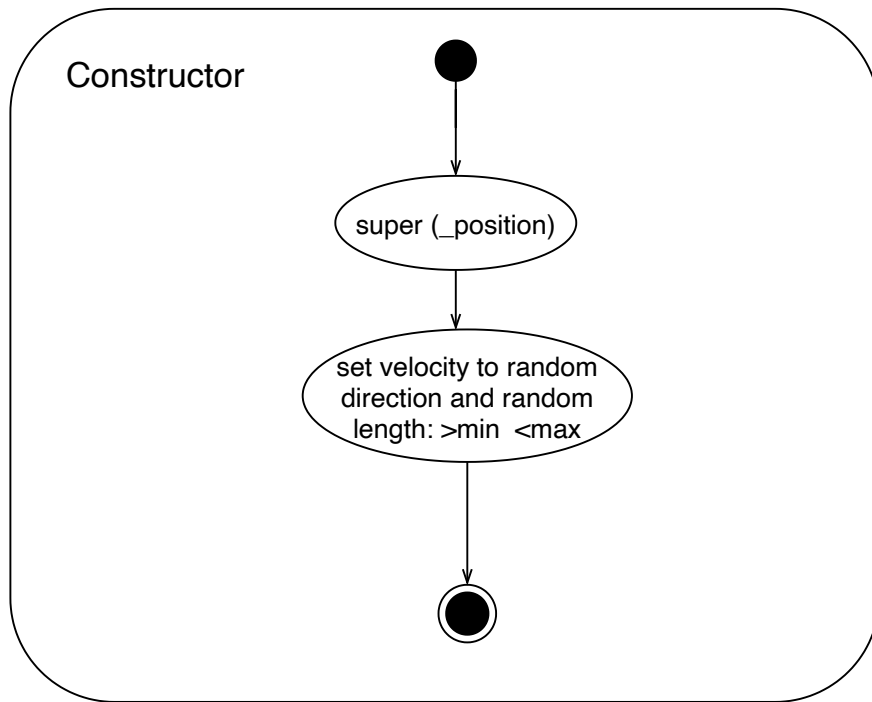 Constructor
super (_position)
set velocity to random
direction and random
length: >min  <max